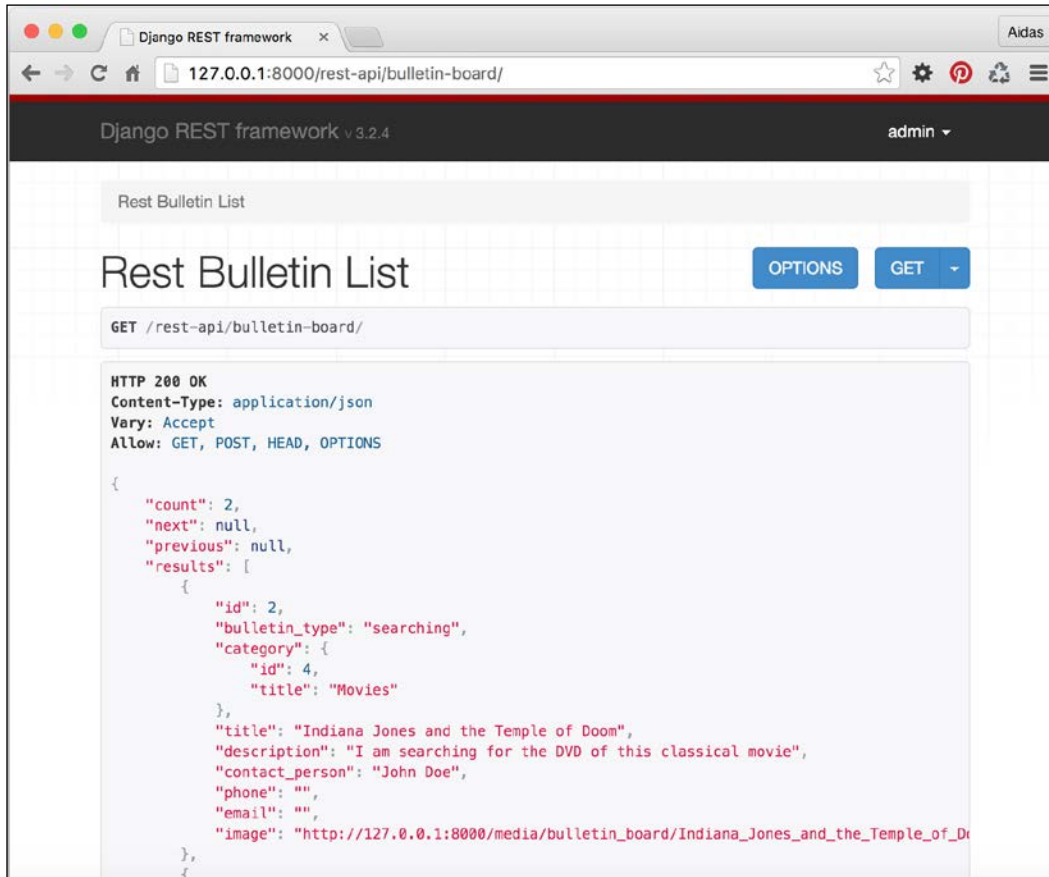 Django REST framework ×
Aidas
127.0.0.1:8000/rest-api/bulletin-board/
Django REST framework v 3.2.4
admin
Rest Bulletin List
Rest Bulletin List
OPTIONS
GET
GET /rest-api/bulletin-board/
HTTP 200 OK
Content-Type: application/json
Vary: Accept
Allow: GET, POST, HEAD, OPTIONS
{
    "count": 2,
    "next": null,
    "previous": null,
    "results": [
        {
            "id": 2,
            "bulletin_type": "searching",
            "category": {
                "id": 4,
                "title": "Movies"
            },
            "title": "Indiana Jones and the Temple of Doom",
            "description": "I am searching for the DVD of this classical movie",
            "contact_person": "John Doe",
            "phone": "",
            "email": "",
            "image": "http://127.0.0.1:8000/media/bulletin_board/Indiana_Jones_and_the_Temple_of_D
        },
        {